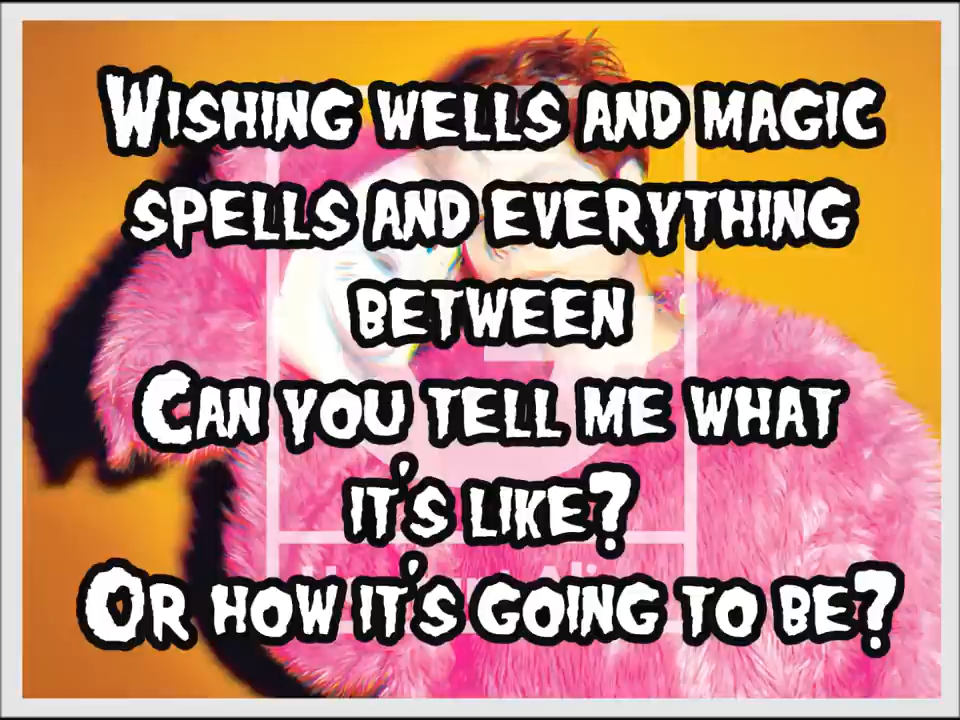 Wishing wells and magic
spells and everything
between
Can you tell me what
it's like?
Or how it's going to be?